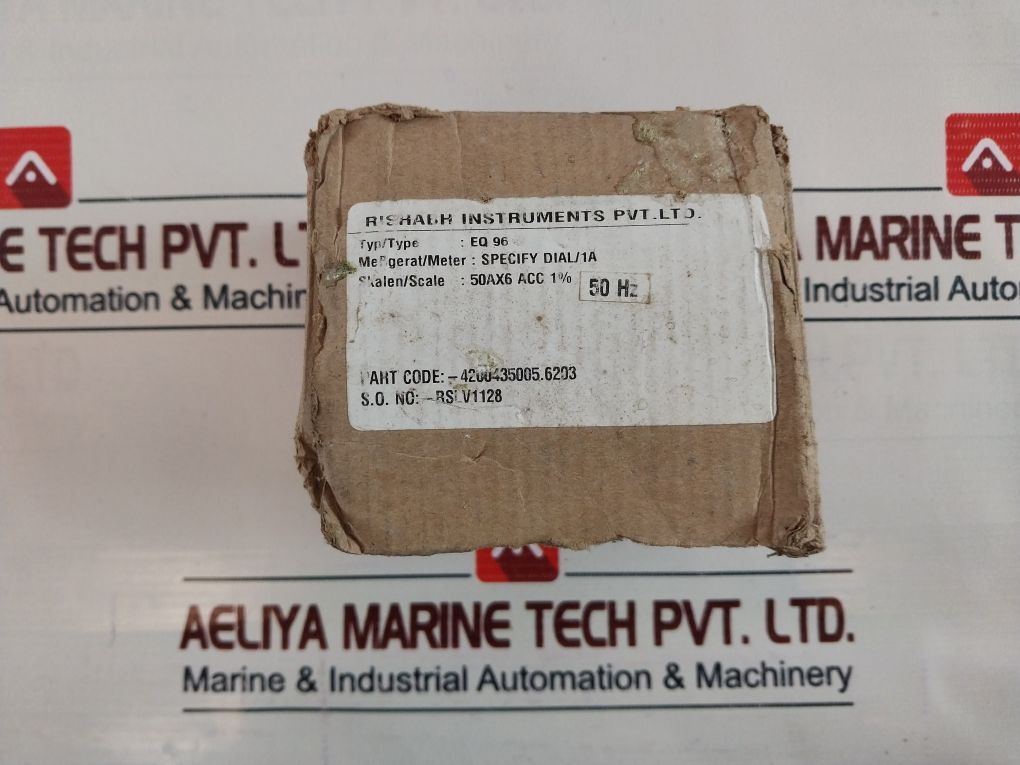 RISHABH INSTRUMENTS PVT.LTD.
Typ/Type : EQ 96
Meßgerat/Meter : SPECIFY DIAL/1A
Skalen/Scale : 50AX6 ACC 1%
50 Hz
PART CODE:-4200435005.6203
S.O. NO:-RSLV1128
E TECH PVT. LT
Automation & Machiner
MARINE
Industrial Auto
AELIYA MARINE TECH PVT. LTD.
Marine & Industrial Automation & Machinery